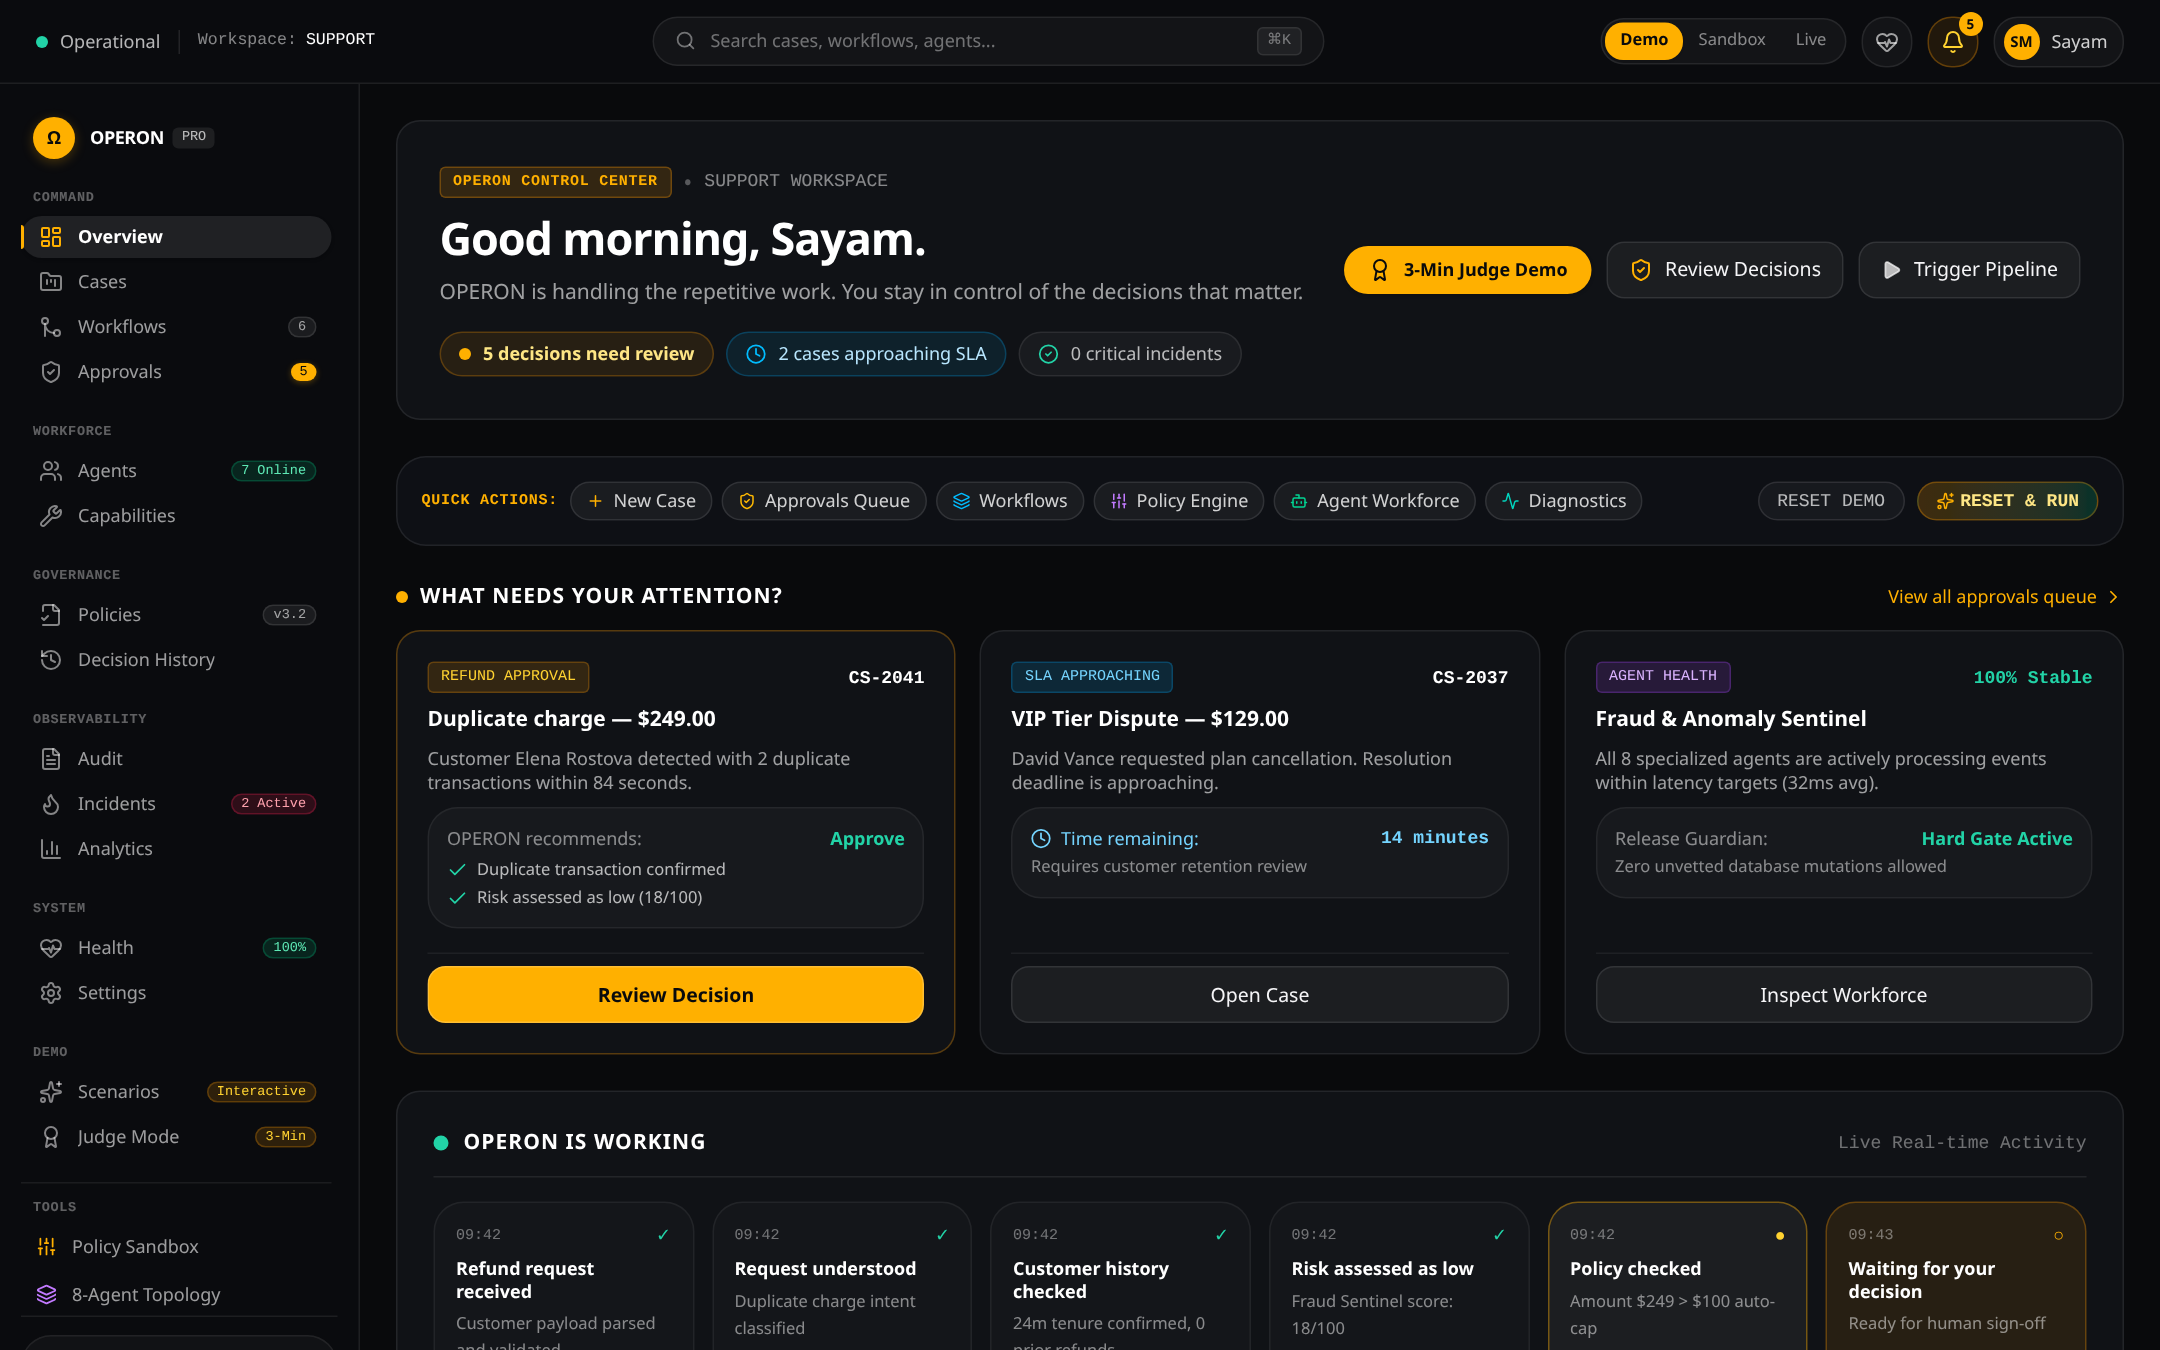 Operational
Workspace: SUPPORT
Search cases, workflows, agents...
⌘K
Demo
Sandbox
Live
5
SM
Sayam
Ω
OPERON
PRO
COMMAND
Overview
Cases
Workflows
6
Approvals
5
WORKFORCE
Agents
7 Online
Capabilities
GOVERNANCE
Policies
v3.2
Decision History
OBSERVABILITY
Audit
Incidents
2 Active
Analytics
SYSTEM
Health
100%
Settings
DEMO
Scenarios
Interactive
Judge Mode
3-Min
TOOLS
Policy Sandbox
8-Agent Topology
OPERON CONTROL CENTER
• SUPPORT WORKSPACE
Good morning, Sayam.
OPERON is handling the repetitive work. You stay in control of the decisions that matter.
5 decisions need review
2 cases approaching SLA
0 critical incidents
3-Min Judge Demo
Review Decisions
Trigger Pipeline
QUICK ACTIONS:
New Case
Approvals Queue
Workflows
Policy Engine
Agent Workforce
Diagnostics
RESET DEMO
RESET & RUN
WHAT NEEDS YOUR ATTENTION?
View all approvals queue
REFUND APPROVAL
CS-2041
Duplicate charge — $249.00
Customer Elena Rostova detected with 2 duplicate
transactions within 84 seconds.
OPERON recommends:
Approve
Duplicate transaction confirmed
Risk assessed as low (18/100)
Review Decision
SLA APPROACHING
CS-2037
VIP Tier Dispute — $129.00
David Vance requested plan cancellation. Resolution
deadline is approaching.
Time remaining:
14 minutes
Requires customer retention review
Open Case
AGENT HEALTH
100% Stable
Fraud & Anomaly Sentinel
All 8 specialized agents are actively processing events
within latency targets (32ms avg).
Release Guardian:
Hard Gate Active
Zero unvetted database mutations allowed
Inspect Workforce
OPERON IS WORKING
Live Real-time Activity
09:42
✓
Refund request
received
Customer payload parsed
and validated
09:42
✓
Request understood
Duplicate charge intent
classified
09:42
✓
Customer history
checked
24m tenure confirmed, 0
prior refunds
09:42
✓
Risk assessed as low
Fraud Sentinel score:
18/100
09:42
●
Policy checked
Amount $249 > $100 auto-
cap
09:43
○
Waiting for your
decision
Ready for human sign-off